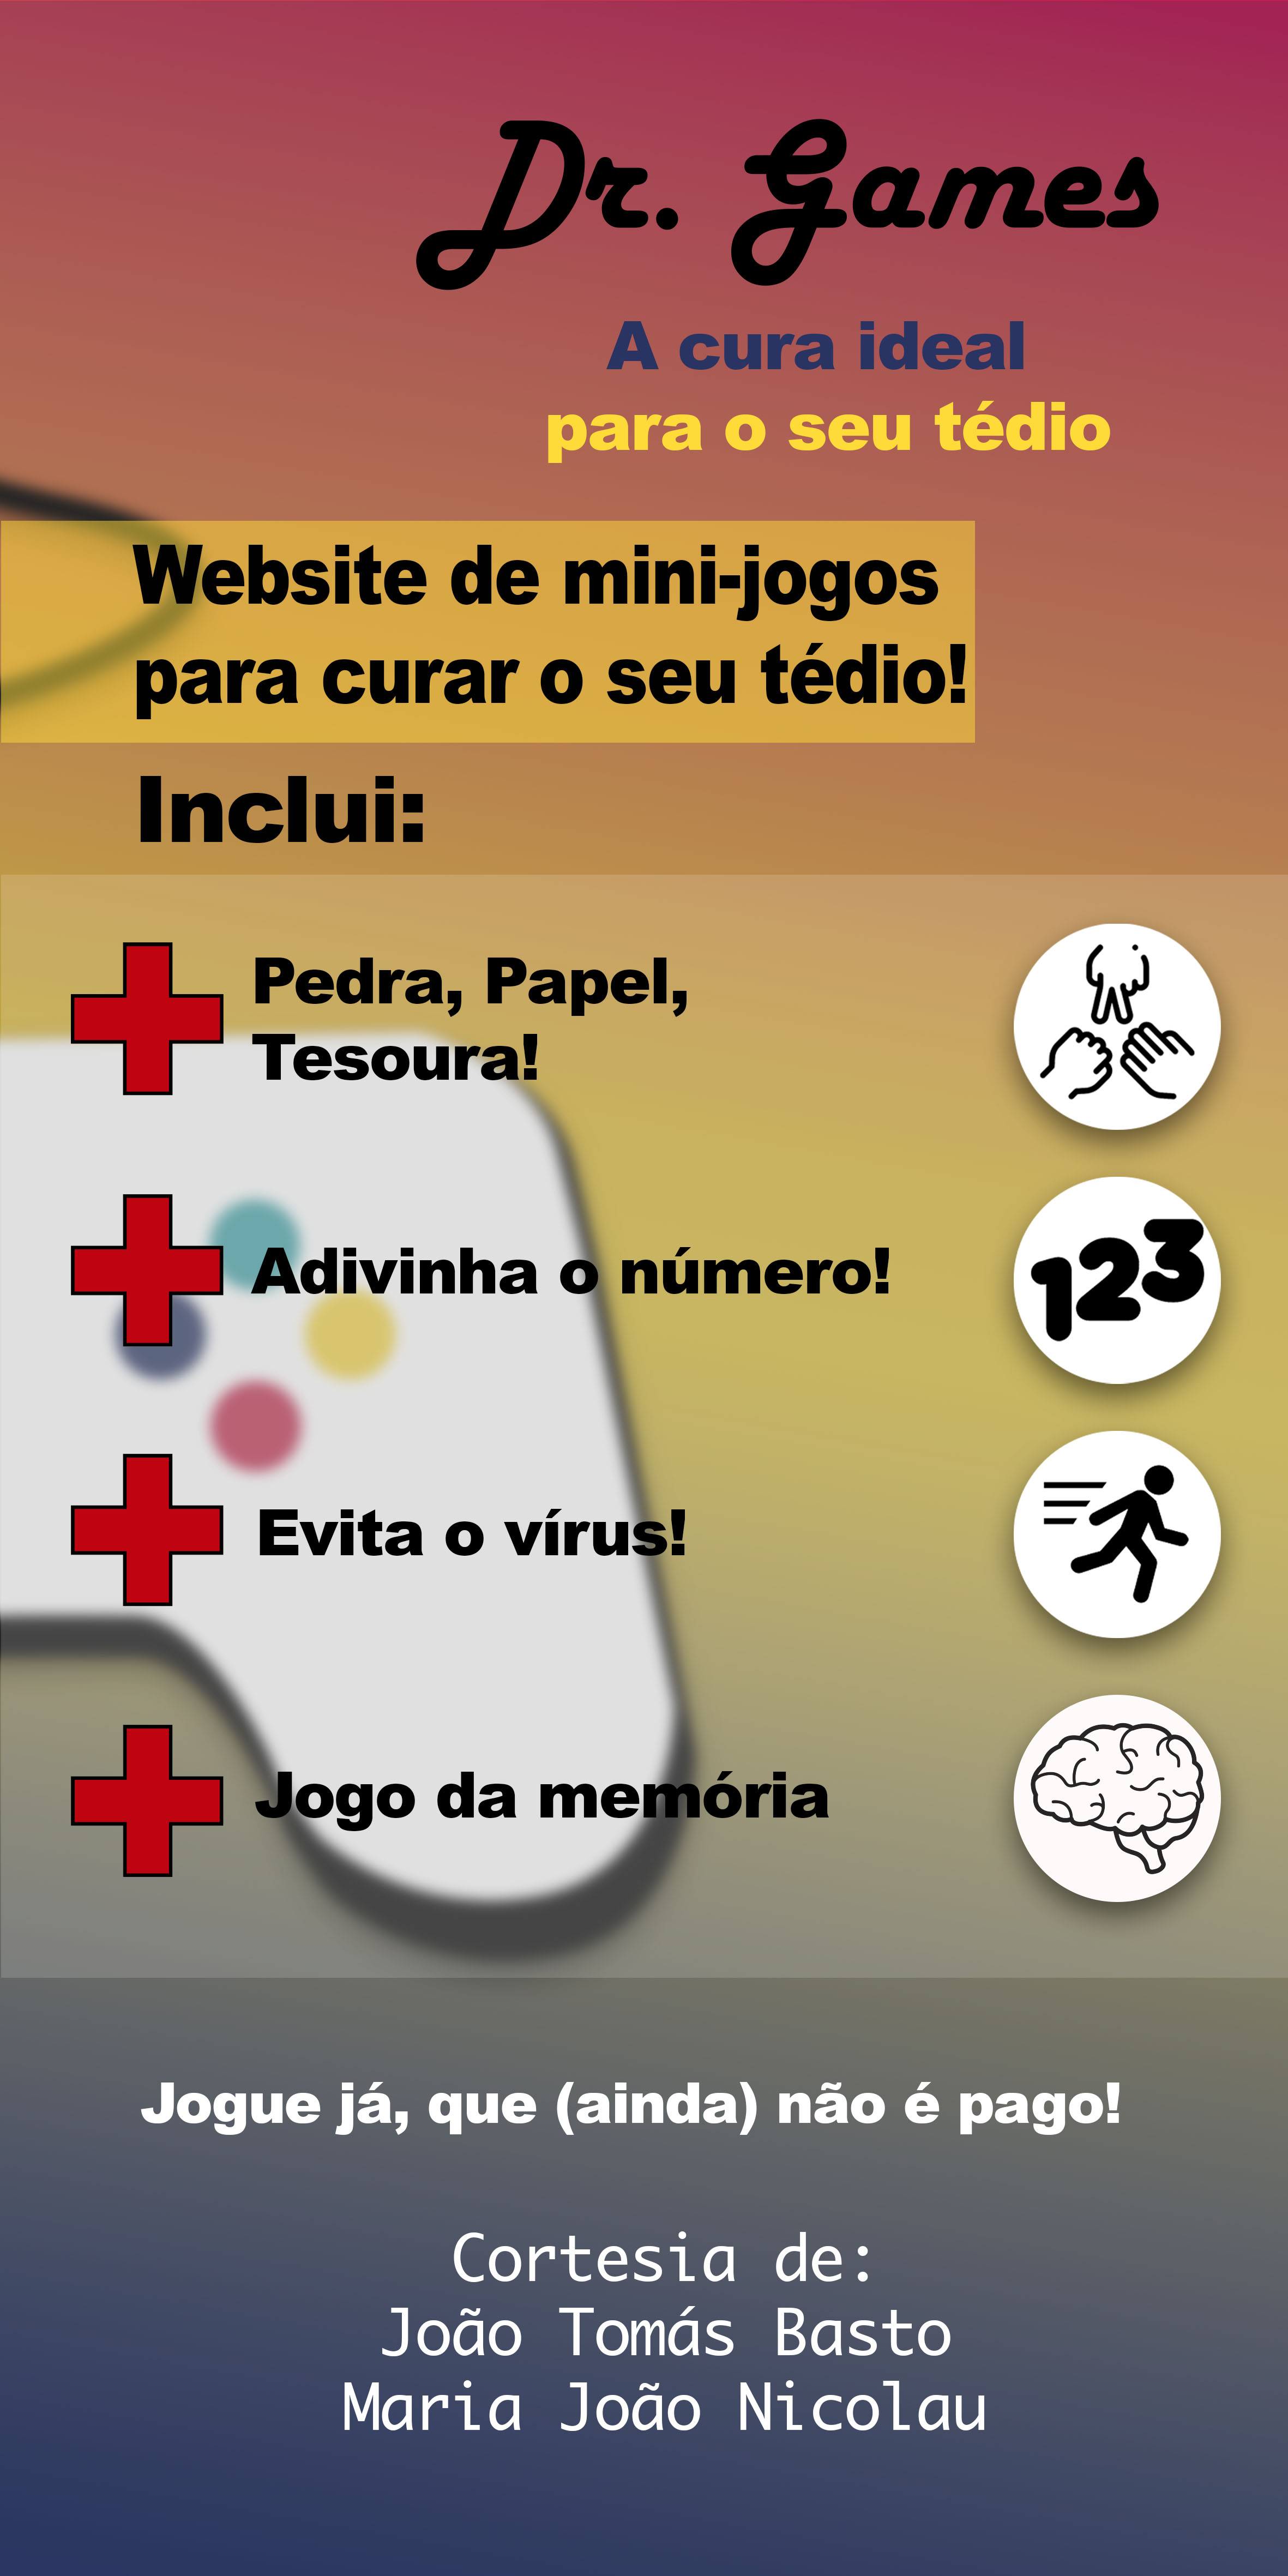 Dr. Games
A cura ideal
para o seu tédio
Website de mini-jogos
para curar o seu tédio!
Inclui:
Pedra, Papel,
Tesoura!
Adivinha o número!
123
Evita o vírus!
Jogo da memória
Jogue já, que (ainda) não é pago!
Cortesia de:
João Tomás Basto
Maria João Nicolau